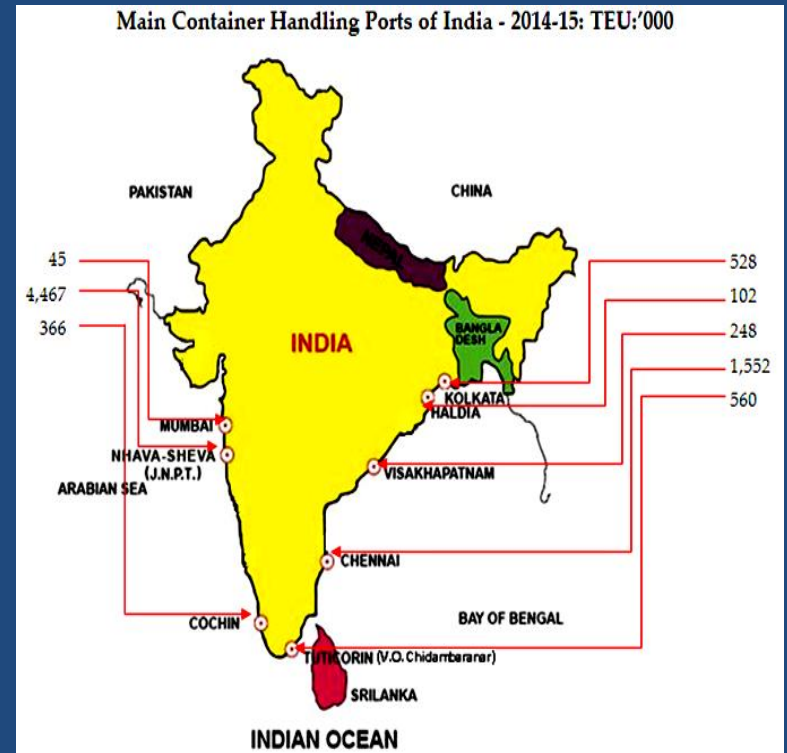 Main Container Handling Ports of India - 2014-15: TEU:'000
PAKISTAN
CHINA
NEPAL
45
4,467
366
528
102
248
1,552
560
INDIA
BANGLA
DESH
KOLKATA
HALDIA
MUMBAI
NHAVA-SHEVA
(J.N.P.T.)
ARABIAN SEA
VISAKHAPATNAM
CHENNAI
COCHIN
BAY OF BENGAL
TUTICORIN (V.O. Chidambaranar)
SRILANKA
INDIAN OCEAN